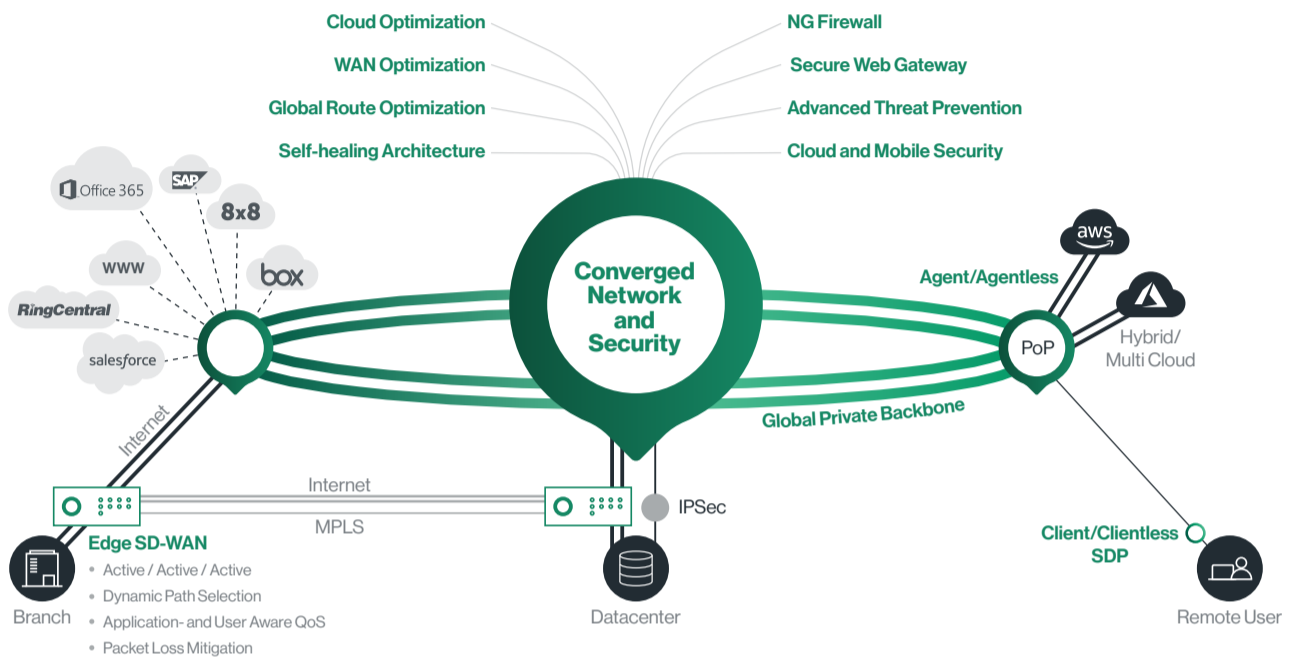 Cloud Optimization
WAN Optimization
Global Route Optimization
Self-healing Architecture
NG Firewall
Secure Web Gateway
Advanced Threat Prevention
Cloud and Mobile Security
Office 365
SAP
8x8
www
box
RingCentral
salesforce
Converged
Network
and
Security
Agent/Agentless
aws
PoP
Hybrid/
Multi Cloud
Global Private Backbone
Internet
Internet
MPLS
IPSec
Edge SD-WAN
• Active / Active / Active
• Dynamic Path Selection
• Application- and User Aware QoS
• Packet Loss Mitigation
Branch
Datacenter
Client/Clientless
SDP
Remote User